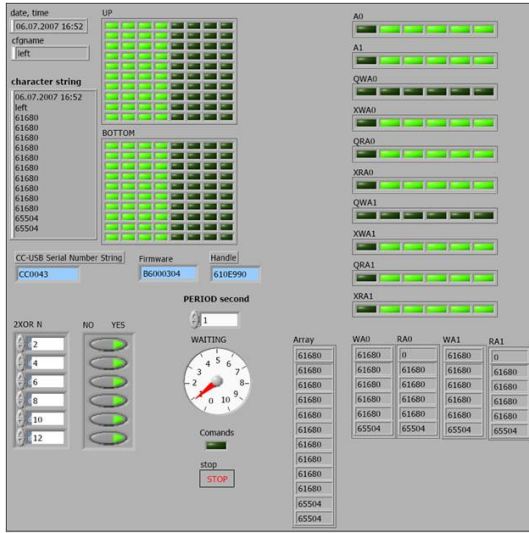 date, time
06.07.2007 16:52
cfgname
left
character string
06.07.2007 16:52
left
61680
61680
61680
61680
61680
61680
61680
61680
61680
61680
65504
65504
UP
BOTTOM
A0
A1
QWA0
XWA0
QRA0
XRA0
QWA1
XWA1
QRA1
XRA1
CC-USB Serial Number String
CC0043
Firmware
B6000304
Handle
610E990
PERIOD second
1
2XOR N
2
4
6
8
10
12
NO YES
WAITING
0 1 2 3 4 5 6 7 8 9 10
Comands
stop
STOP
Array
61680
61680
61680
61680
61680
61680
61680
61680
61680
61680
65504
65504
WA0 RA0 WA1 RA1
61680 0 61680 0
61680 61680 61680 61680
61680 61680 61680 61680
61680 61680 61680 61680
61680 61680 61680 61680
65504 65504 65504 65504